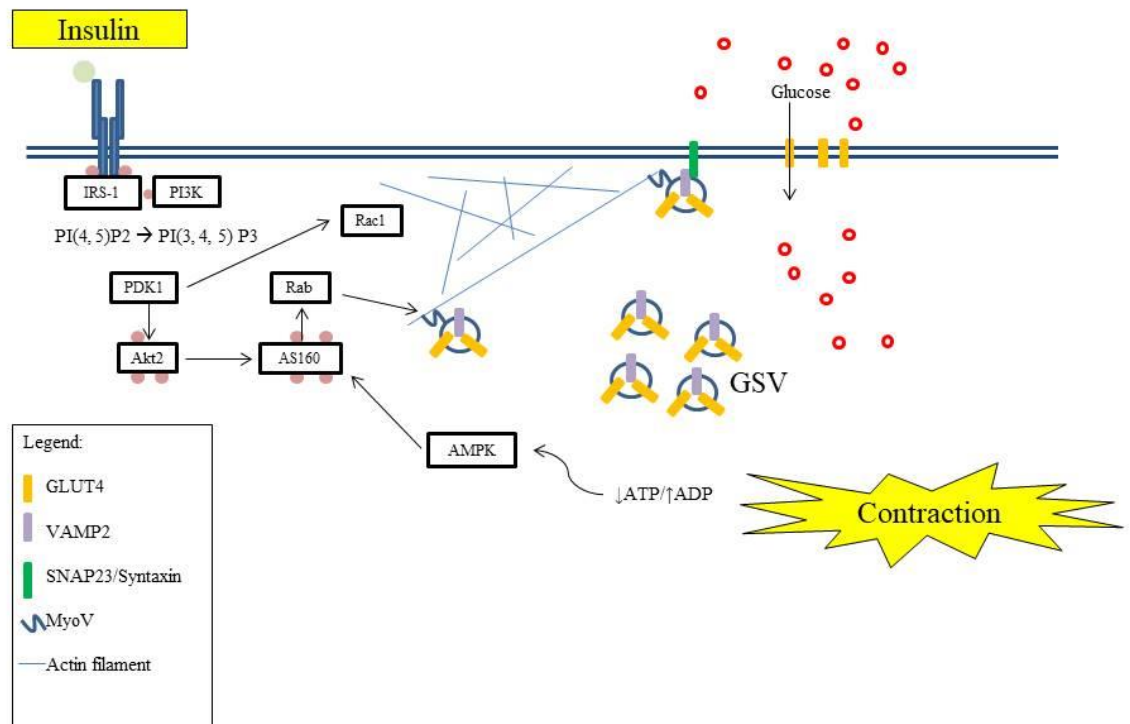 Insulin
Glucose
IRS-1
PI3K
PI(4, 5)P2 → PI(3, 4, 5) P3
Rac1
PDK1
Rab
Akt2
AS160
GSV
AMPK
↓ATP/↑ADP
Contraction
Legend:
GLUT4
VAMP2
SNAP23/Syntaxin
MyoV
Actin filament